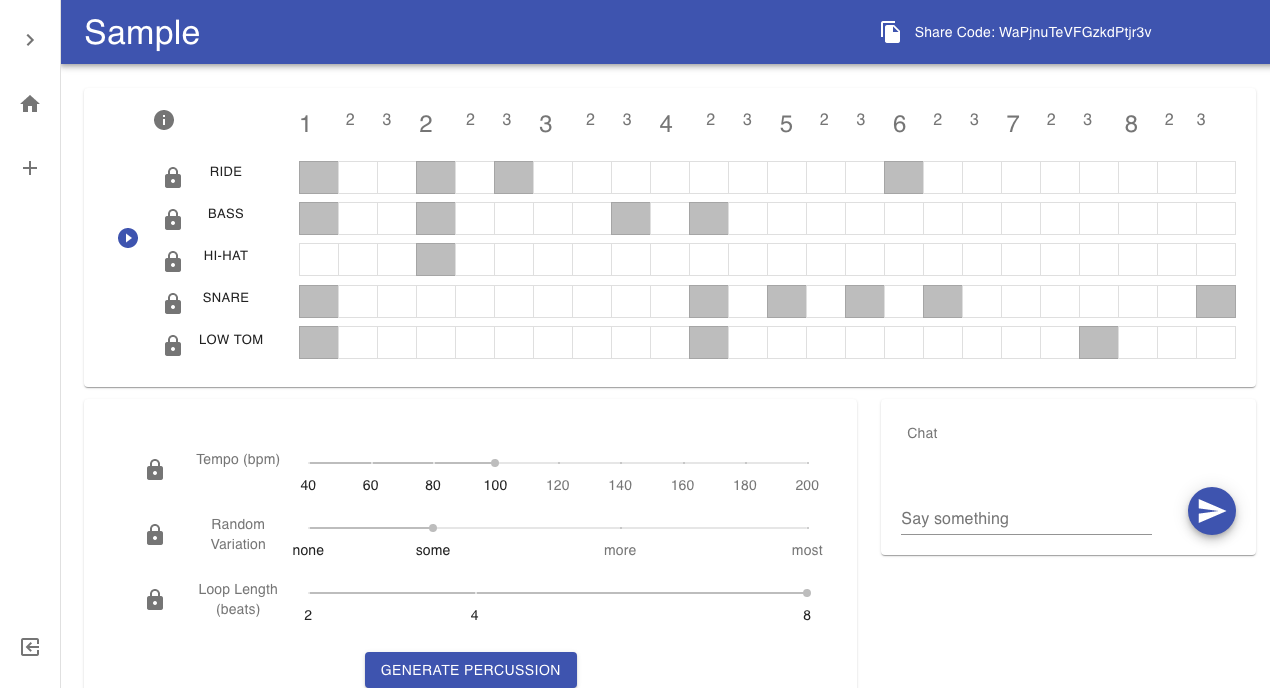 Sample
Share Code: WaPjnuTeVFGzkdPtjr3v
1 2 3 2 2 3 3 2 3 4 2 3 5 2 3 6 2 3 7 2 3 8 2 3
RIDE
BASS
HI-HAT
SNARE
LOW TOM
Tempo (bpm)
40 60 80 100 120 140 160 180 200
Random
Variation
none some more most
Loop Length
(beats)
2 4 8
GENERATE PERCUSSION
Chat
Say something